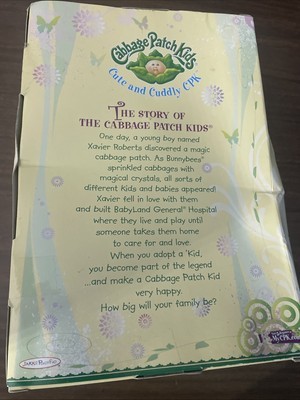 Cabbage Patch Kids
Cute and Cuddly CPK
THE STORY OF
THE CABBAGE PATCH KIDS®
One day, a young boy named
Xavier Roberts discovered a magic
cabbage patch. As Bunnybees™
sprinkled cabbages with
magical crystals, all sorts of
different kids and babies appeared!
Xavier fell in love with them
and built BabyLand General® Hospital
where they live and play until
someone takes them home
to care for and love.
When you adopt a 'Kid,
you become part of the legend
...and make a Cabbage Patch Kid
very happy.
How big will your family be?